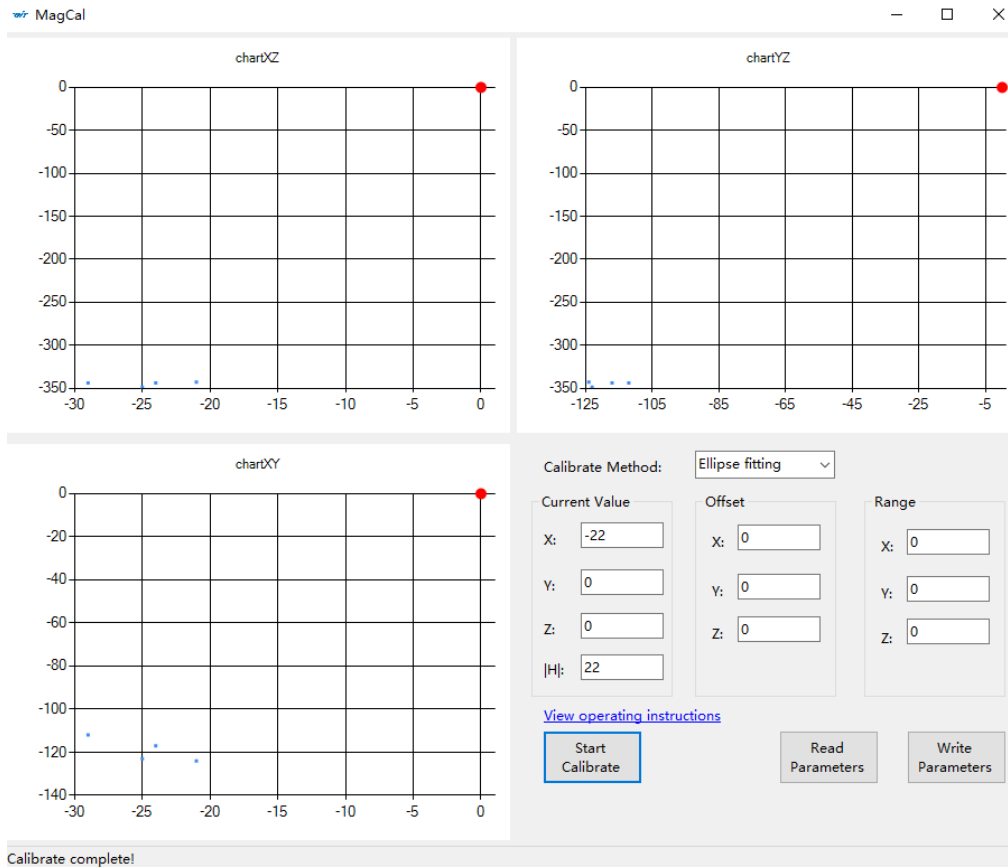 MagCal
chartXZ
0
-50
-100
-150
-200
-250
-300
-350
-30 -25 -20 -15 -10 -5 0
chartYZ
0
-50
-100
-150
-200
-250
-300
-350
-125 -105 -85 -65 -45 -25 -5
chartXY
0
-20
-40
-60
-80
-100
-120
-140
-30 -25 -20 -15 -10 -5 0
Calibrate Method: Ellipse fitting
Current Value
X: -22
Y: 0
Z: 0
|H|: 22
Offset
X: 0
Y: 0
Z: 0
Range
X: 0
Y: 0
Z: 0
View operating instructions
Start
Calibrate
Read
Parameters
Write
Parameters
Calibrate complete!